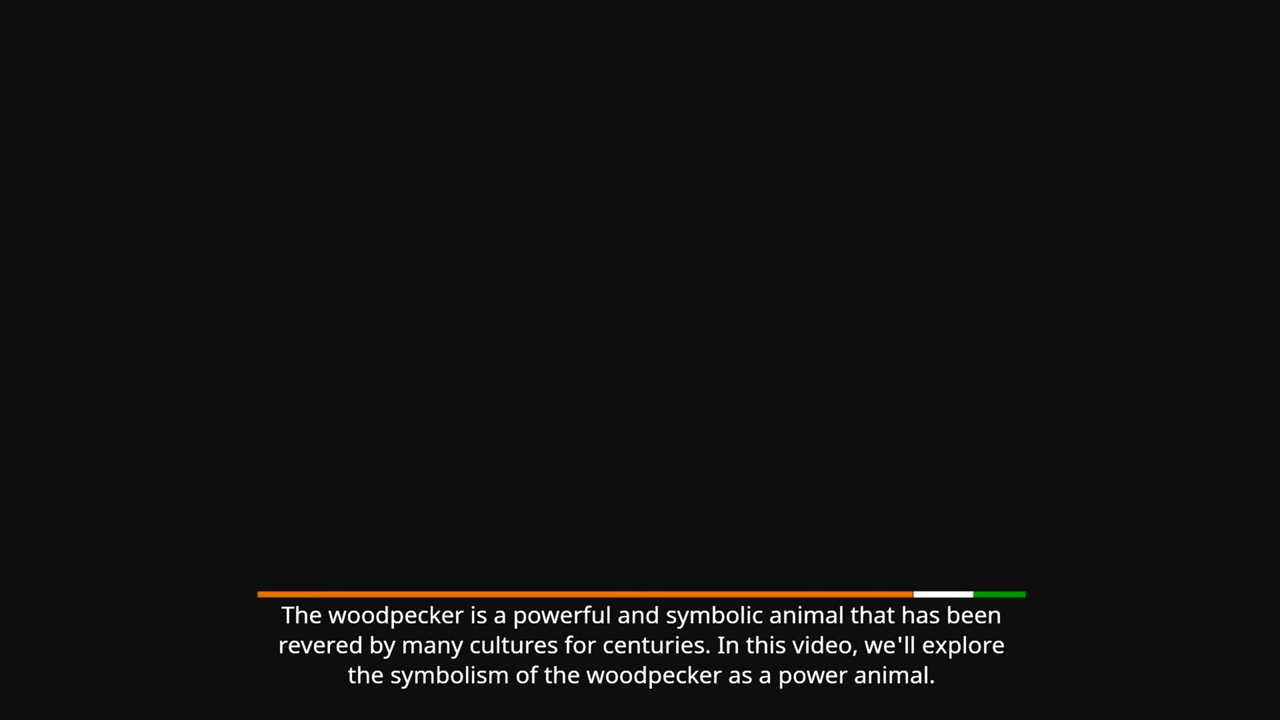 The woodpecker is a powerful and symbolic animal that has been
revered by many cultures for centuries. In this video, we'll explore
the symbolism of the woodpecker as a power animal.